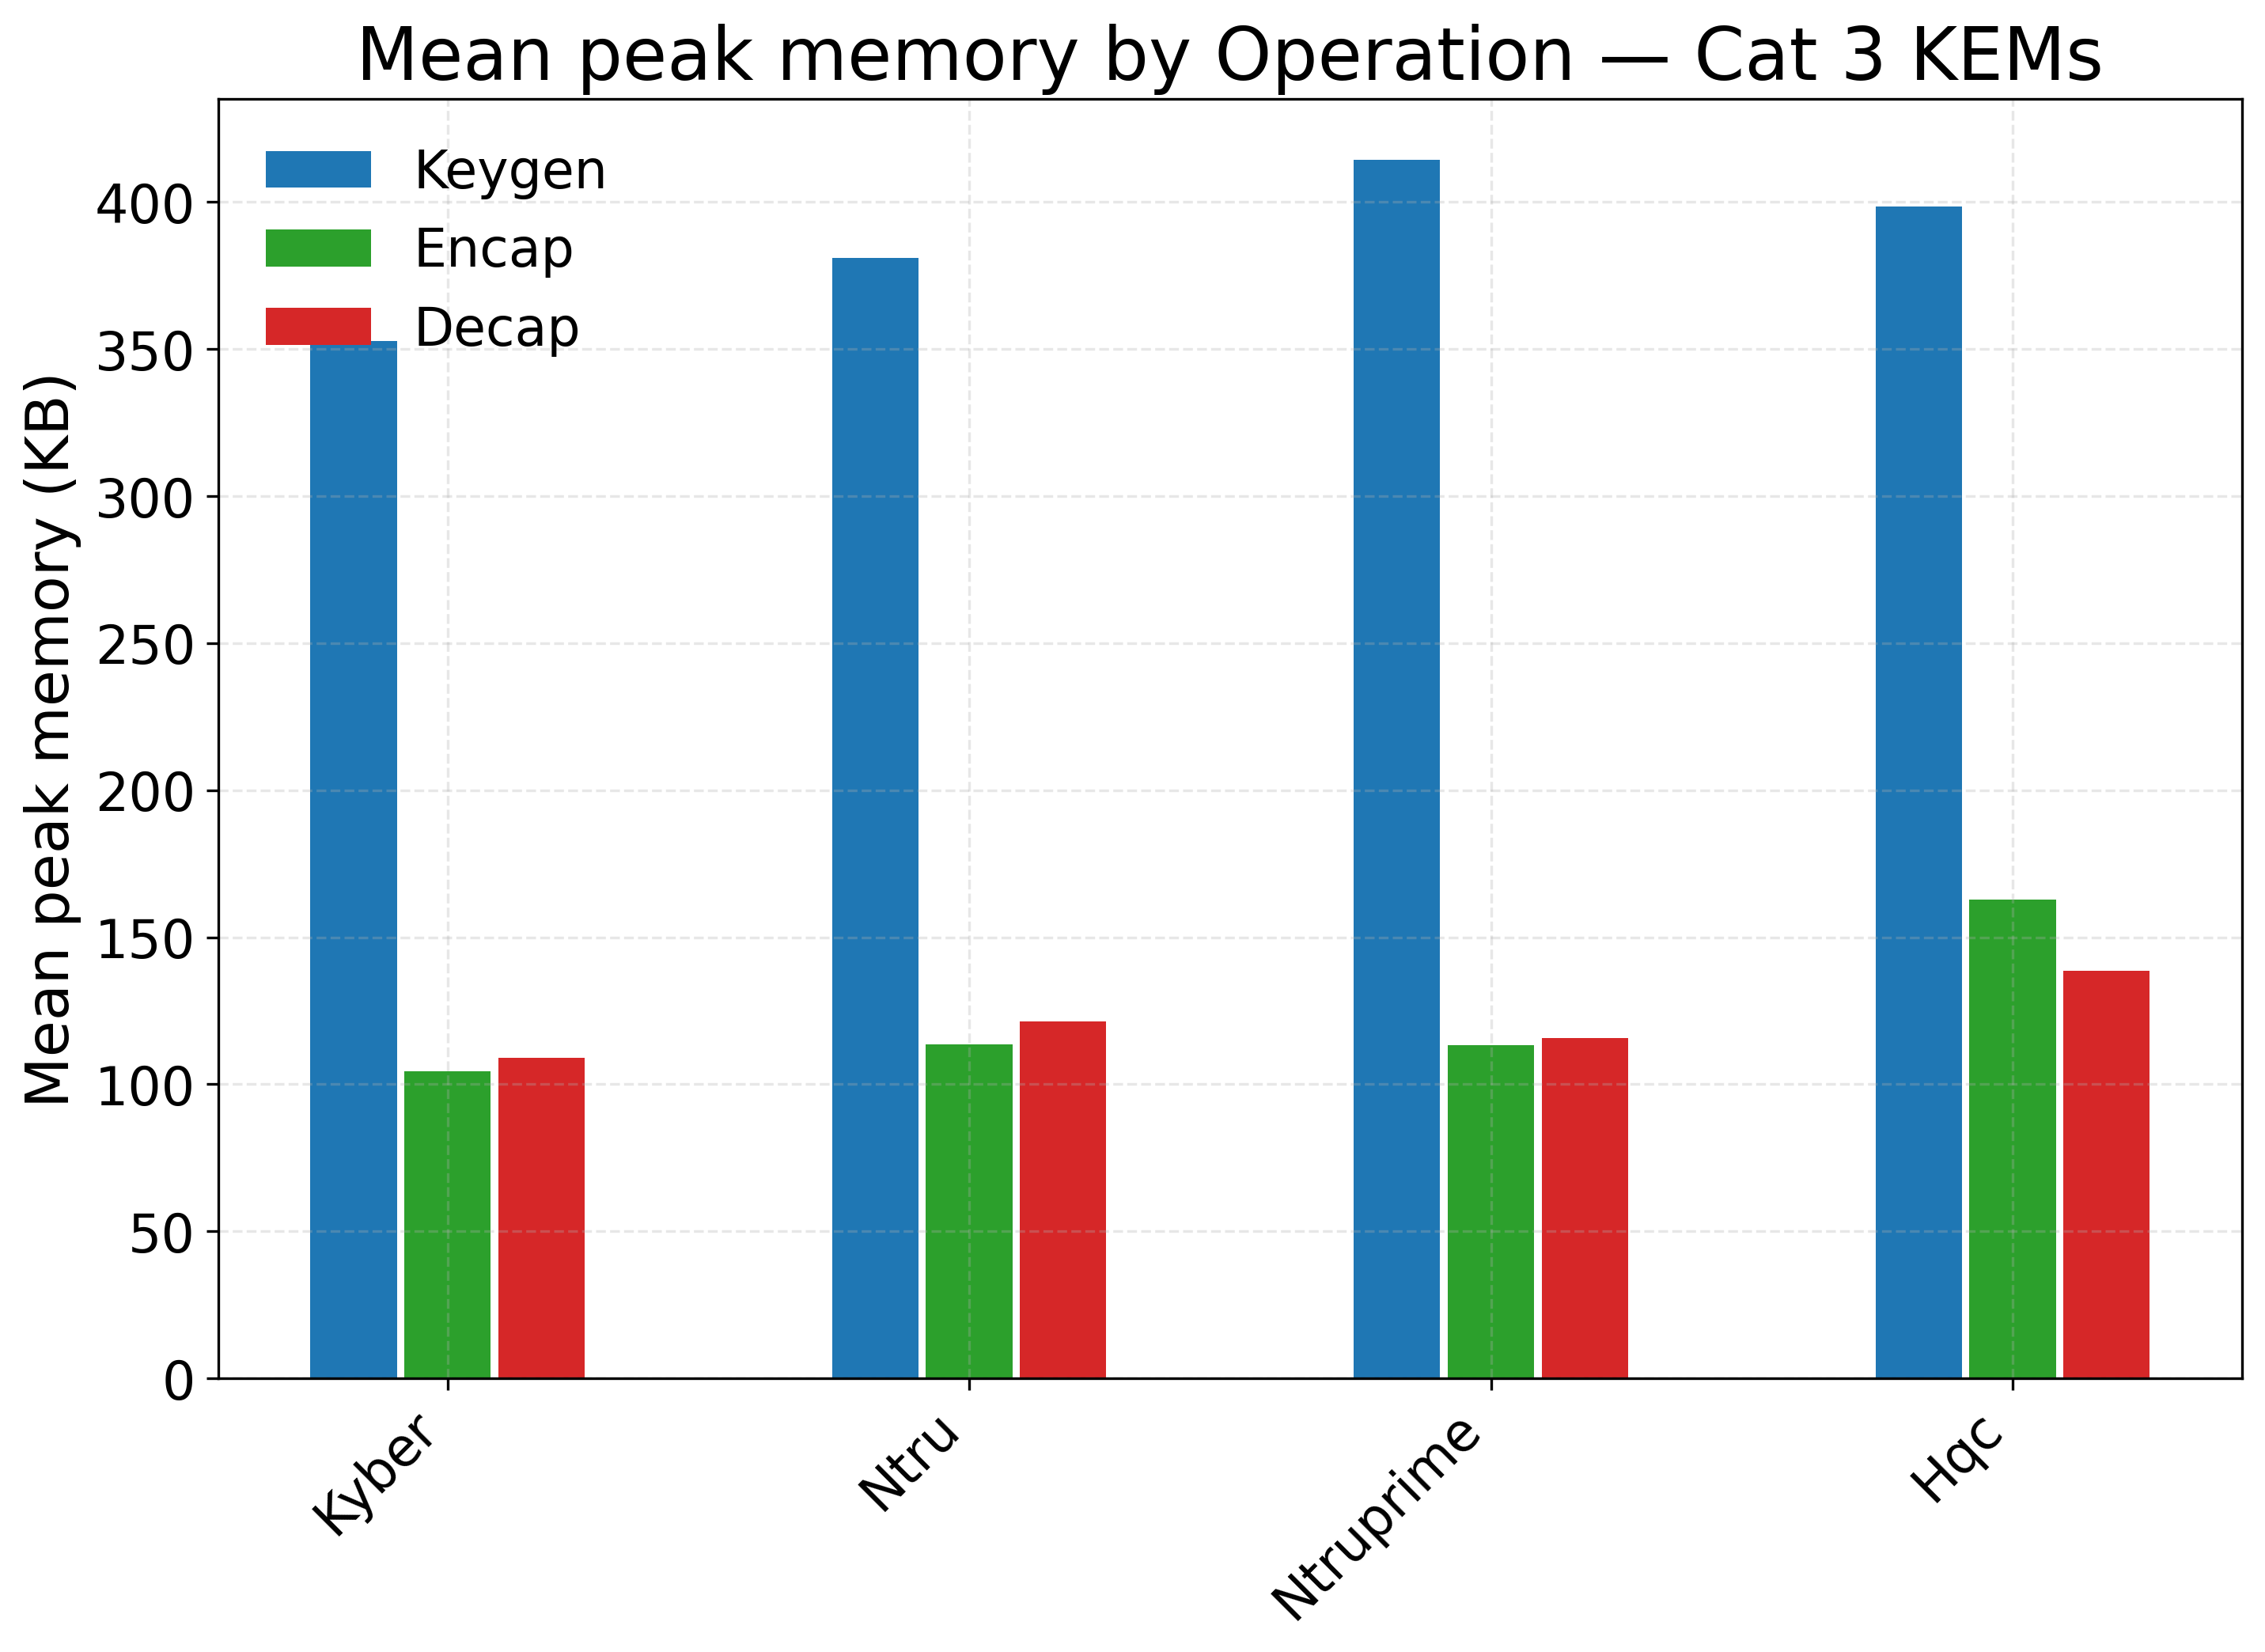 Mean peak memory by Operation — Cat 3 KEMs
Keygen
Encap
Decap
Mean peak memory (KB)
400
350
300
250
200
150
100
50
0
Kyber
Ntru
Ntruprime
Hqc